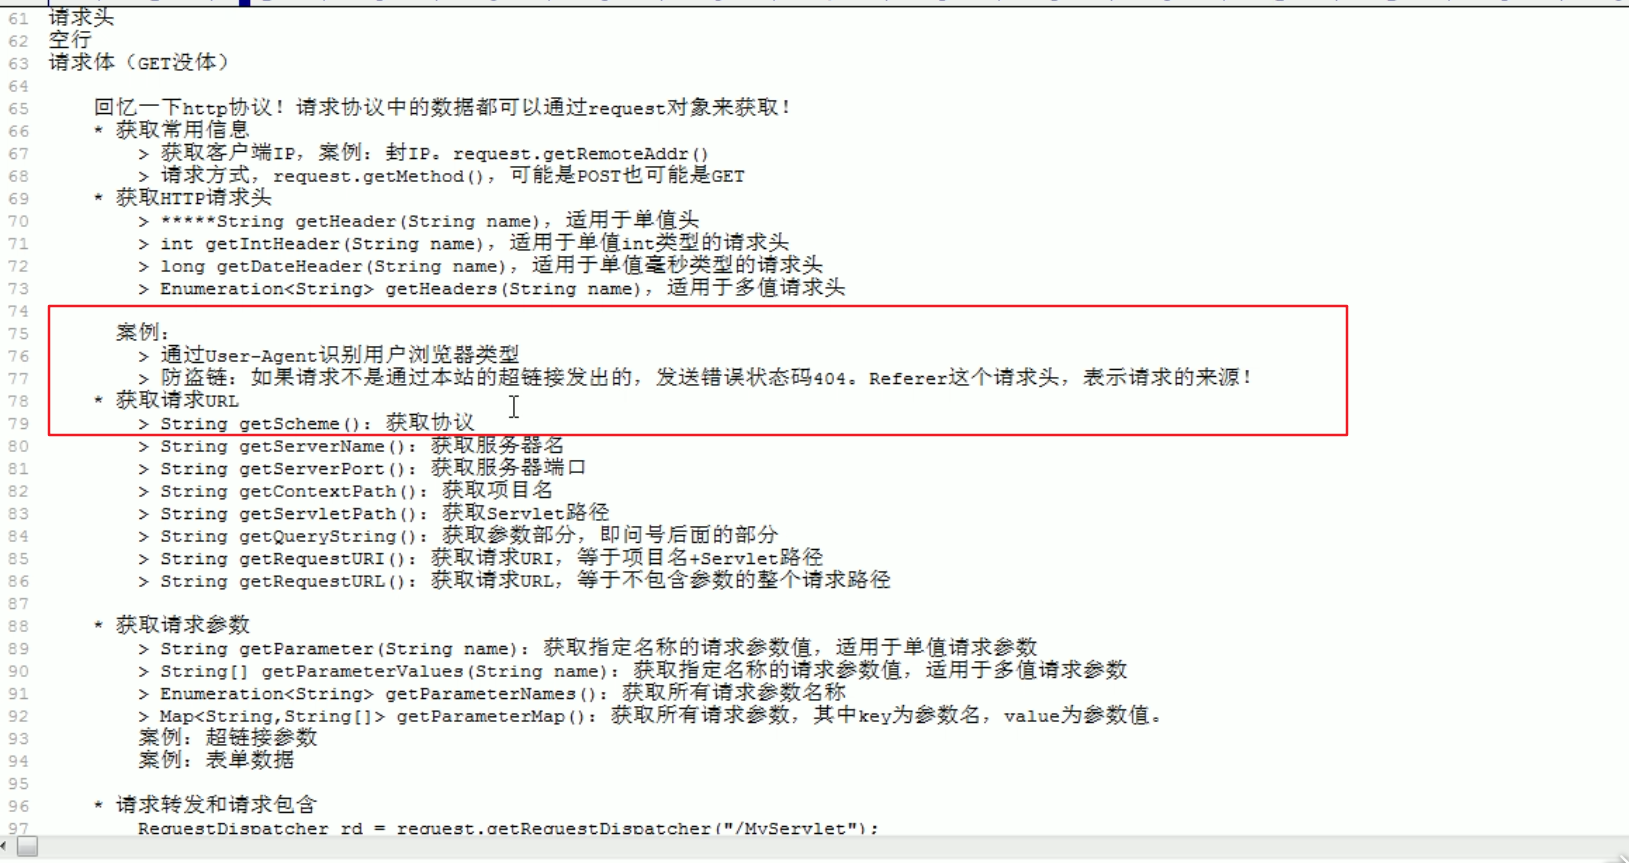 61 请求头
62 空行
63 请求体（GET没体）
64
65 回忆一下http协议！请求协议中的数据都可以通过request对象来获取！
66 * 获取常用信息
67 > 获取客户端IP，案例：封IP。request.getRemoteAddr()
68 > 请求方式，request.getMethod()，可能是POST也可能是GET
69 * 获取HTTP请求头
70 > *****String getHeader(String name)，适用于单值头
71 > int getIntHeader(String name)，适用于单值int类型的请求头
72 > long getDateHeader(String name)，适用于单值毫秒类型的请求头
73 > Enumeration<String> getHeaders(String name)，适用于多值请求头
74
75 案例：
76 > 通过User-Agent识别用户浏览器类型
77 > 防盗链：如果请求不是通过本站的超链接发出的，发送错误状态码404。Referer这个请求头，表示请求的来源！
78 * 获取请求URL
79 > String getScheme()：获取协议
80 > String getServerName()：获取服务器名
81 > String getServerPort()：获取服务器端口
82 > String getContextPath()：获取项目名
83 > String getServletPath()：获取Servlet路径
84 > String getQueryString()：获取参数部分，即问号后面的部分
85 > String getRequestURI()：获取请求URI，等于项目名+Servlet路径
86 > String getRequestURL()：获取请求URL，等于不包含参数的整个请求路径
87
88 * 获取请求参数
89 > String getParameter(String name)：获取指定名称的请求参数值，适用于单值请求参数
90 > String[] getParameterValues(String name)：获取指定名称的请求参数值，适用于多值请求参数
91 > Enumeration<String> getParameterNames()：获取所有请求参数名称
92 > Map<String,String[]> getParameterMap()：获取所有请求参数，其中key为参数名，value为参数值。
93 案例：超链接参数
94 案例：表单数据
95
96 * 请求转发和请求包含
97 RequestDispatcher rd = request.getRequestDispatcher("/MyServlet");